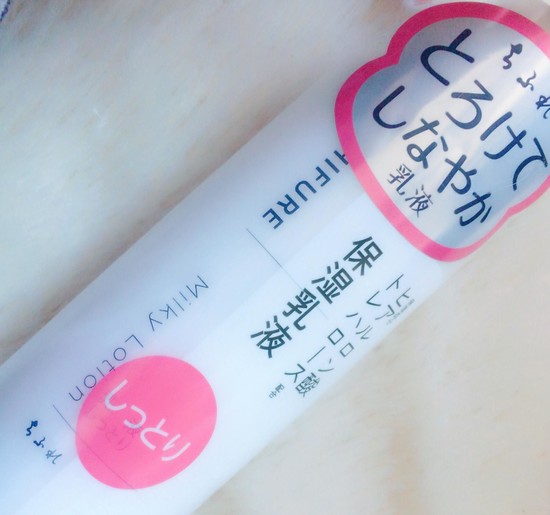 ちふれ
とろけて、
しなやか
乳液
IFURE
保湿乳液
ヒアルロン酸
トレハロース配合
Milky Lotion
しっとり
ちふれ